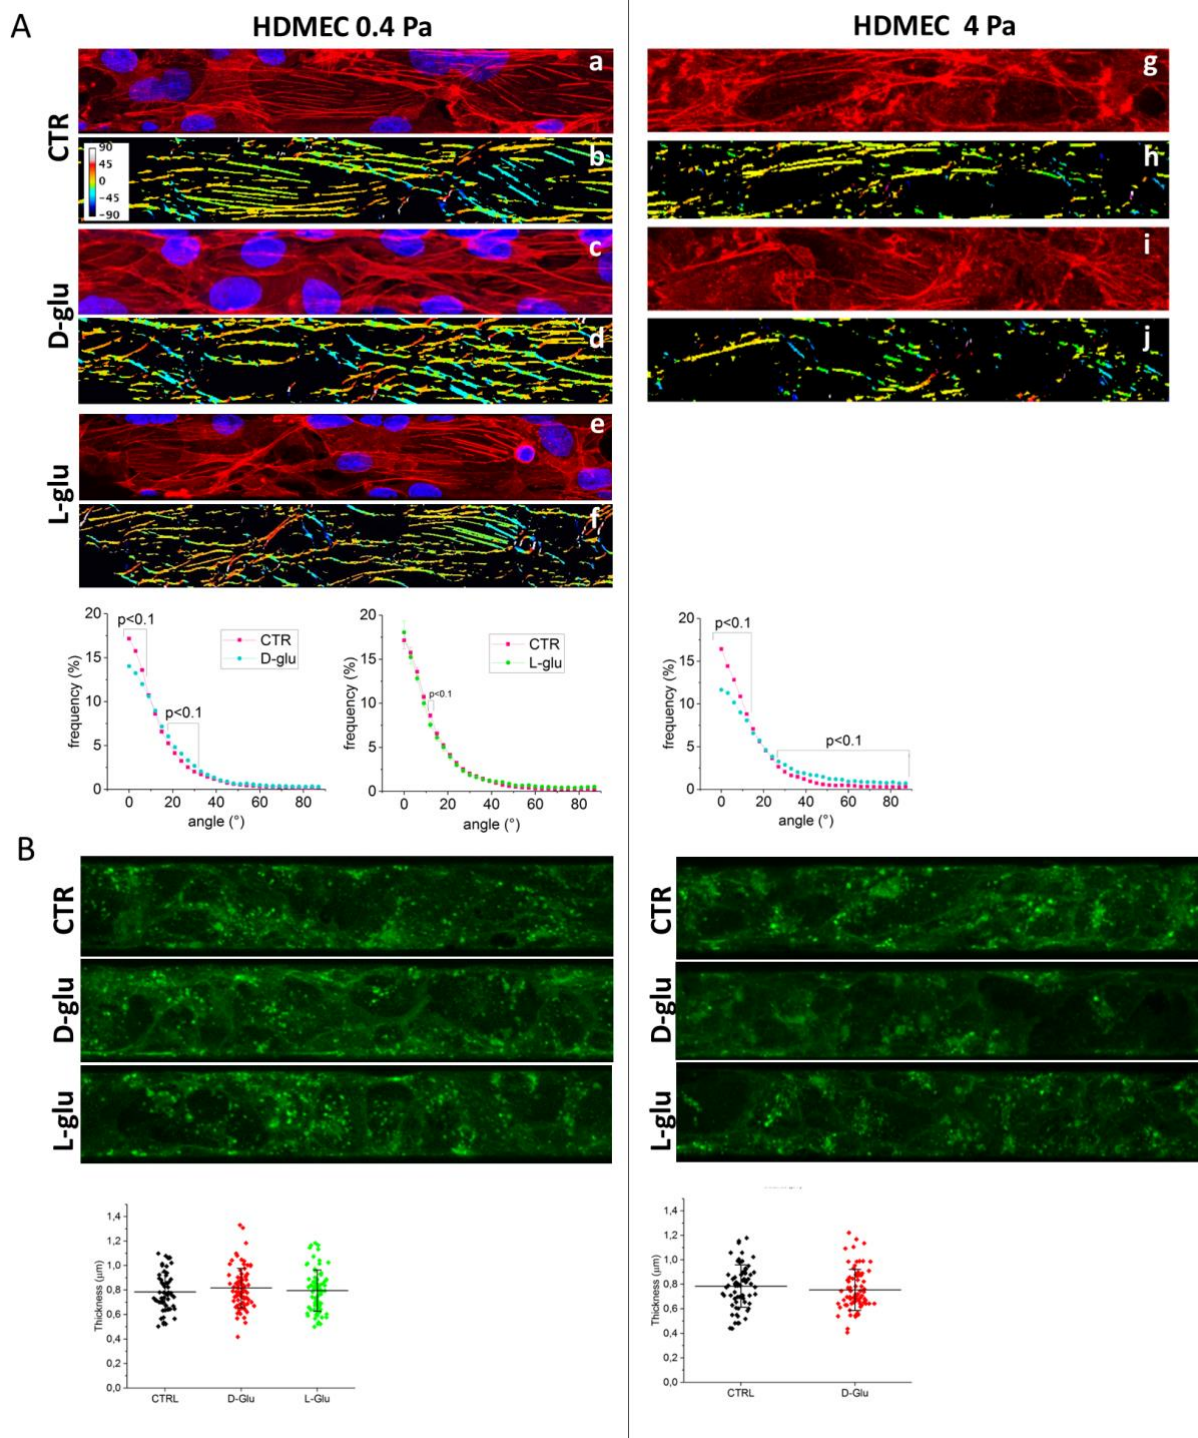 A
HDMEC 0.4 Pa
HDMEC 4 Pa
CTR
a
b
90
45
0
−45
−90
g
h
D-glu
c
d
i
j
L-glu
e
f
20
15
10
5
0
frequency (%)
p<0.1
p<0.1
CTR
D-glu
0 20 40 60 80
angle (°)
20
15
10
5
0
frequency (%)
p<0.1
CTR
L-glu
0 20 40 60 80
angle (°)
20
15
10
5
0
frequency (%)
p<0.1
p<0.1
0 20 40 60 80
angle (°)
B
CTR
D-glu
L-glu
CTR
D-glu
L-glu
1,4
1,2
1,0
0,8
0,6
0,4
0,2
0,0
Thickness (μm)
CTRL D-Glu L-Glu
1,4
1,2
1,0
0,8
0,6
0,4
0,2
0,0
Thickness (μm)
CTRL D-Glu